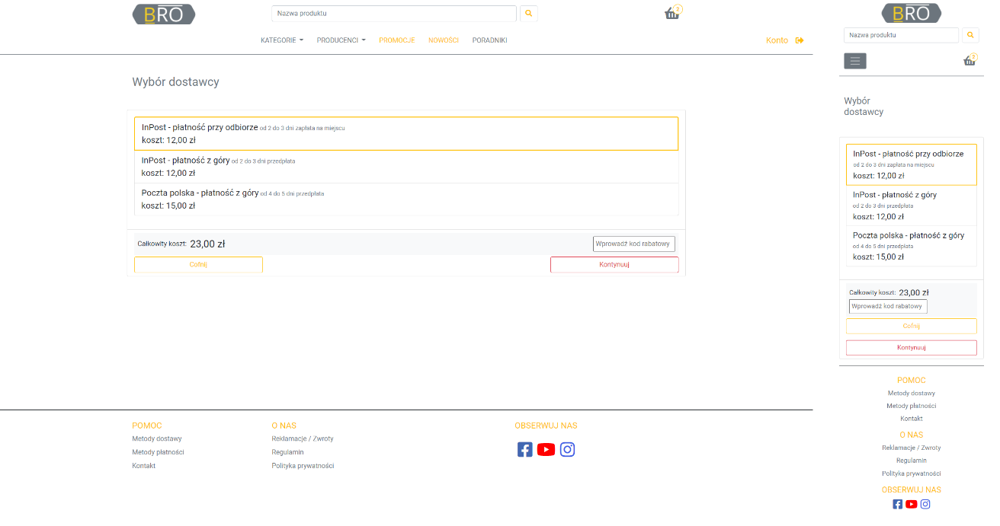 BRO
Nazwa produktu
2
KATEGORIE PRODUCENCI PROMOCJE NOWOŚCI PORADNIKI
Konto
Wybór dostawcy
InPost - płatność przy odbiorze od 2 do 3 dni zapłata na miejscu
koszt: 12,00 zł
InPost - płatność z góry od 2 do 3 dni przedpłata
koszt: 12,00 zł
Poczta polska - płatność z góry od 4 do 5 dni przedpłata
koszt: 15,00 zł
Całkowity koszt: 23,00 zł
Wprowadź kod rabatowy
Cofnij
Kontynuuj
POMOC
Metody dostawy
Metody płatności
Kontakt
O NAS
Reklamacje / Zwroty
Regulamin
Polityka prywatności
OBSERWUJ NAS
BRO
Nazwa produktu
2
Wybór
dostawcy
InPost - płatność przy odbiorze
od 2 do 3 dni zapłata na miejscu
koszt: 12,00 zł
InPost - płatność z góry
od 2 do 3 dni przedpłata
koszt: 12,00 zł
Poczta polska - płatność z góry
od 4 do 5 dni przedpłata
koszt: 15,00 zł
Całkowity koszt: 23,00 zł
Wprowadź kod rabatowy
Cofnij
Kontynuuj
POMOC
Metody dostawy
Metody płatności
Kontakt
O NAS
Reklamacje / Zwroty
Regulamin
Polityka prywatności
OBSERWUJ NAS